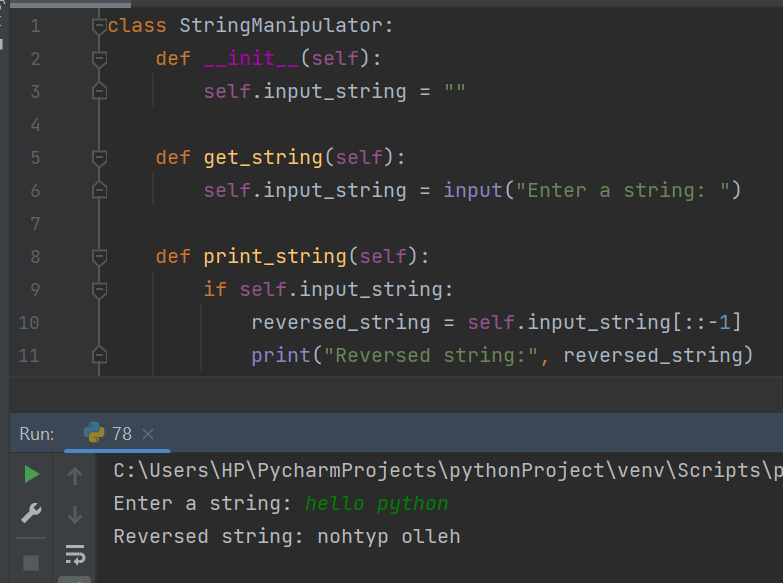 1 class StringManipulator:
2     def __init__(self):
3         self.input_string = ""
4
5     def get_string(self):
6         self.input_string = input("Enter a string: ")
7
8     def print_string(self):
9         if self.input_string:
10             reversed_string = self.input_string[::-1]
11             print("Reversed string:", reversed_string)
Run: 78
C:\Users\HP\PycharmProjects\pythonProject\venv\Scripts\p
Enter a string: hello python
Reversed string: nohtyp olleh